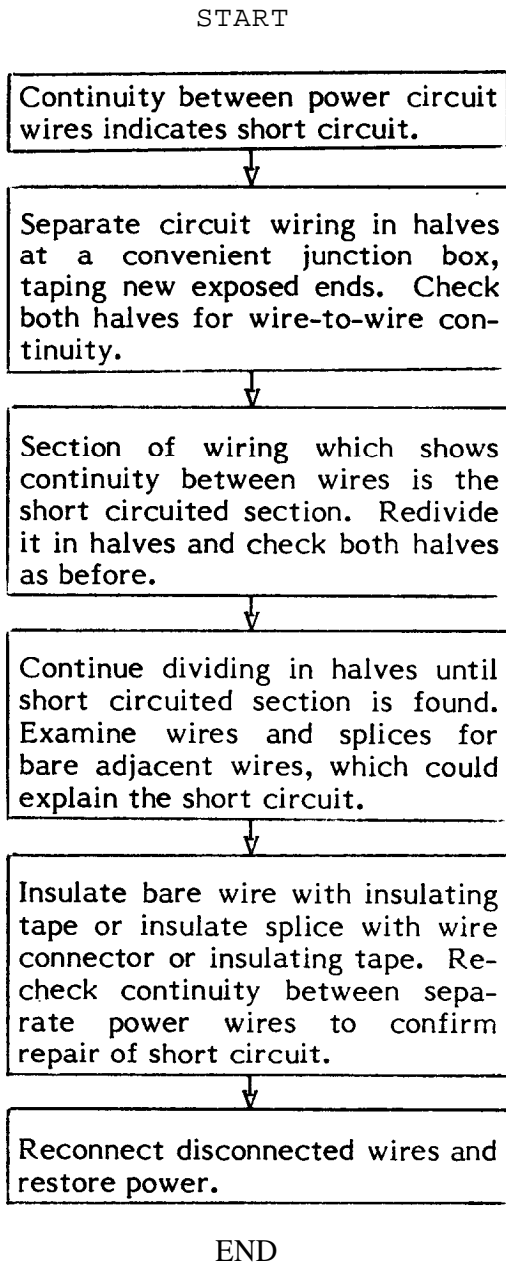 START
Continuity between power circuit
wires indicates short circuit.
Separate circuit wiring in halves
at a convenient junction box,
taping new exposed ends. Check
both halves for wire-to-wire con-
tinuity.
Section of wiring which shows
continuity between wires is the
short circuited section. Redivide
it in halves and check both halves
as before.
Continue dividing in halves until
short circuited section is found.
Examine wires and splices for
bare adjacent wires, which could
explain the short circuit.
Insulate bare wire with insulating
tape or insulate splice with wire
connector or insulating tape. Re-
check continuity between sepa-
rate power wires to confirm
repair of short circuit.
Reconnect disconnected wires and
restore power.
END